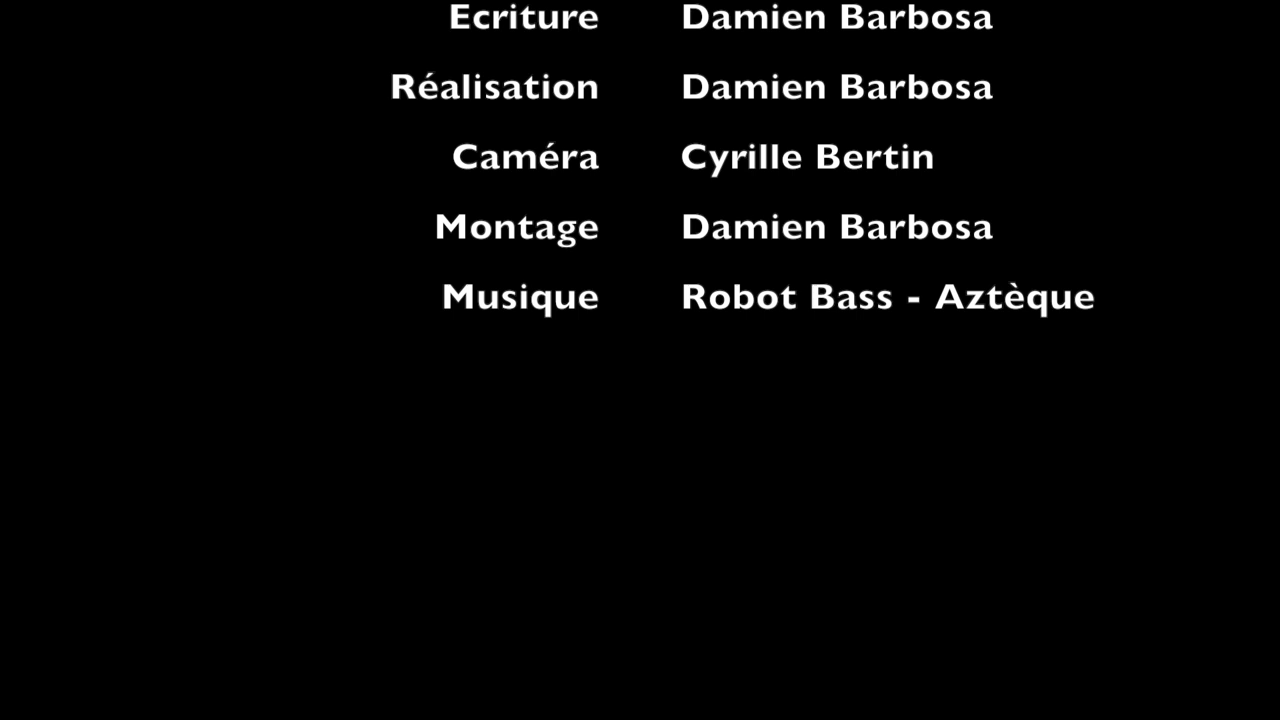 Ecriture Damien Barbosa
Réalisation Damien Barbosa
Caméra Cyrille Bertin
Montage Damien Barbosa
Musique Robot Bass - Aztèque